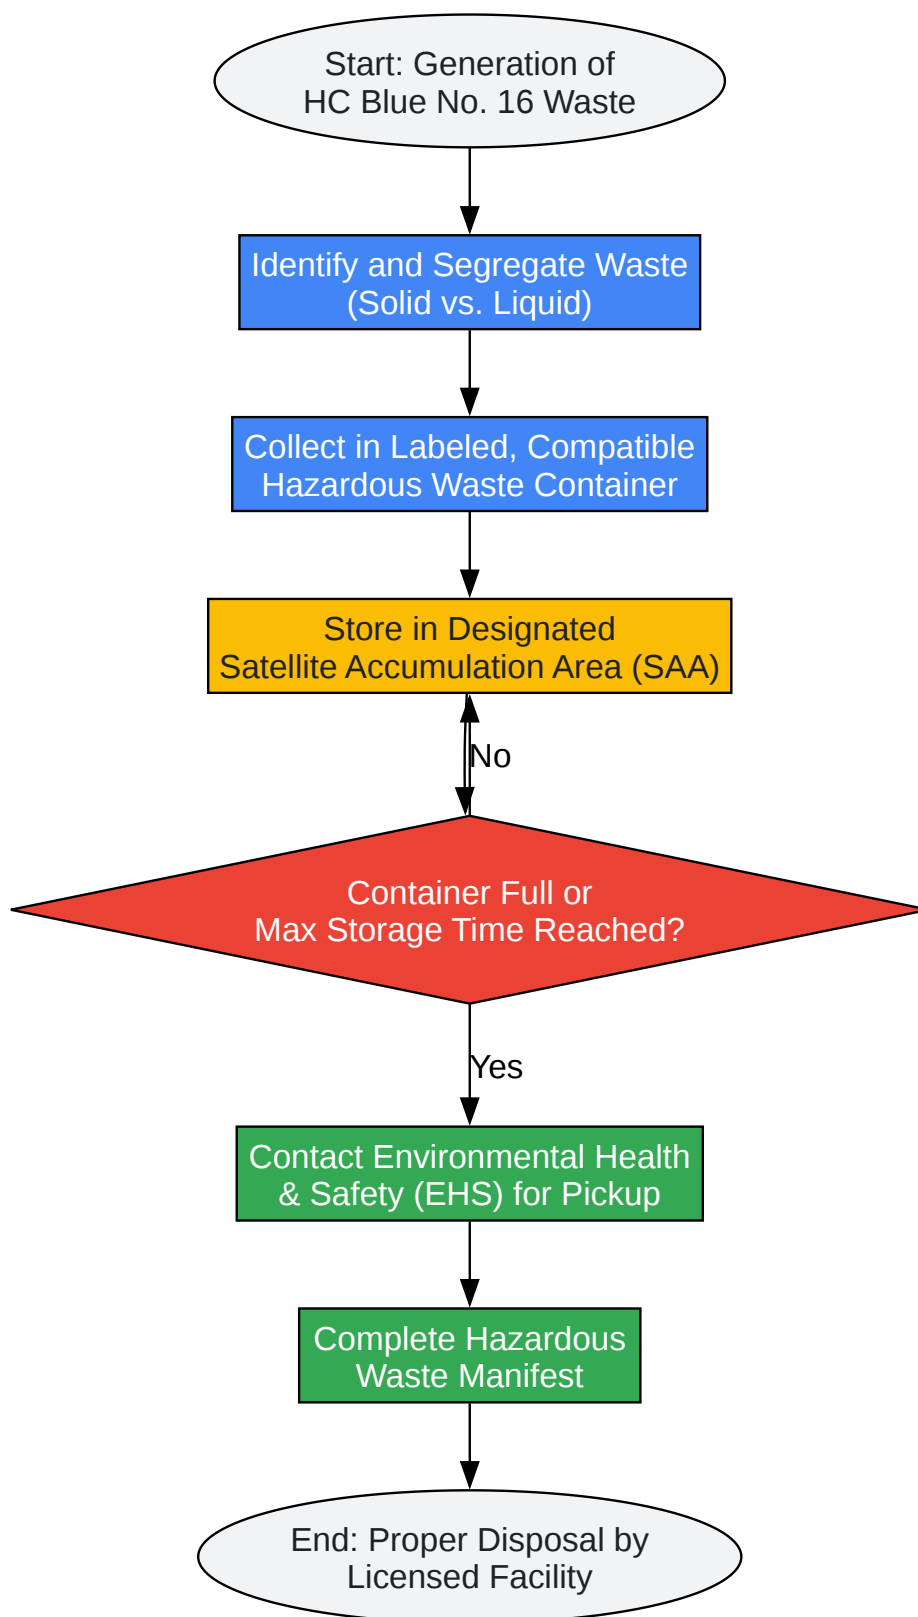 Start: Generation of
HC Blue No. 16 Waste
Identify and Segregate Waste
(Solid vs. Liquid)
Collect in Labeled, Compatible
Hazardous Waste Container
Store in Designated
Satellite Accumulation Area (SAA)
No
Container Full or
Max Storage Time Reached?
Yes
Contact Environmental Health
& Safety (EHS) for Pickup
Complete Hazardous
Waste Manifest
End: Proper Disposal by
Licensed Facility